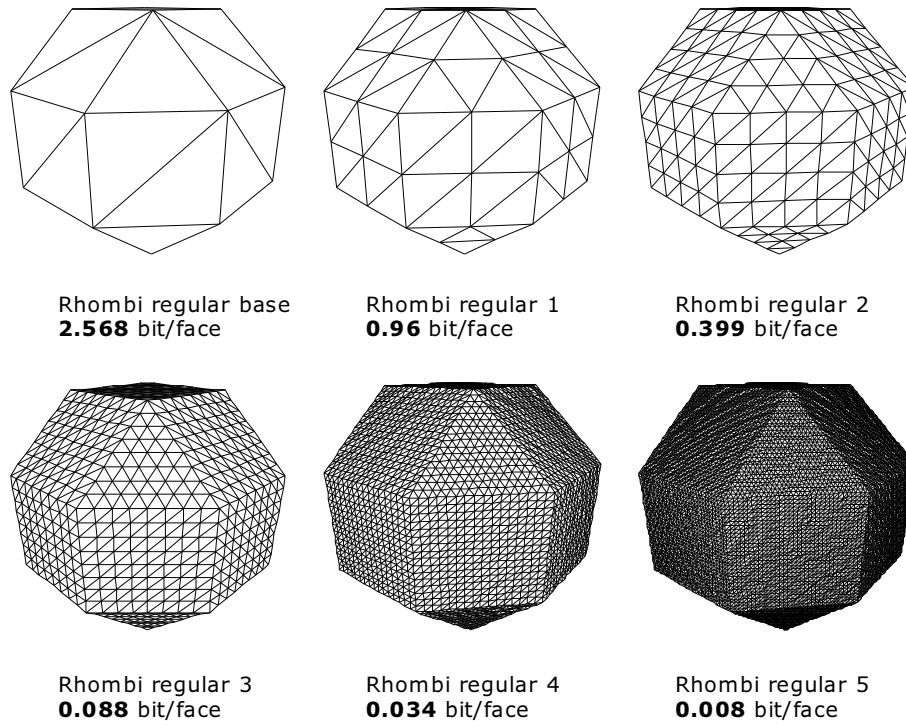 Rhombi regular base
2.568 bit/face
Rhombi regular 1
0.96 bit/face
Rhombi regular 2
0.399 bit/face
Rhombi regular 3
0.088 bit/face
Rhombi regular 4
0.034 bit/face
Rhombi regular 5
0.008 bit/face